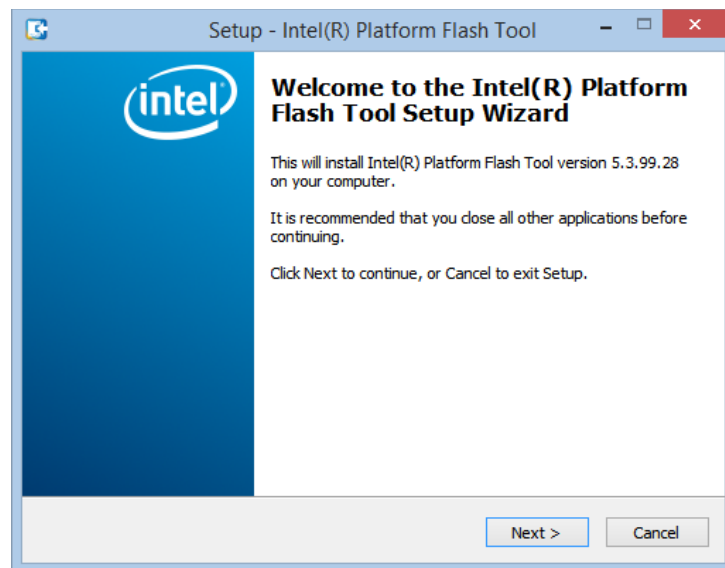 Setup - Intel(R) Platform Flash Tool
intel
Welcome to the Intel(R) Platform
Flash Tool Setup Wizard
This will install Intel(R) Platform Flash Tool version 5.3.99.28
on your computer.
It is recommended that you close all other applications before
continuing.
Click Next to continue, or Cancel to exit Setup.
Next >
Cancel